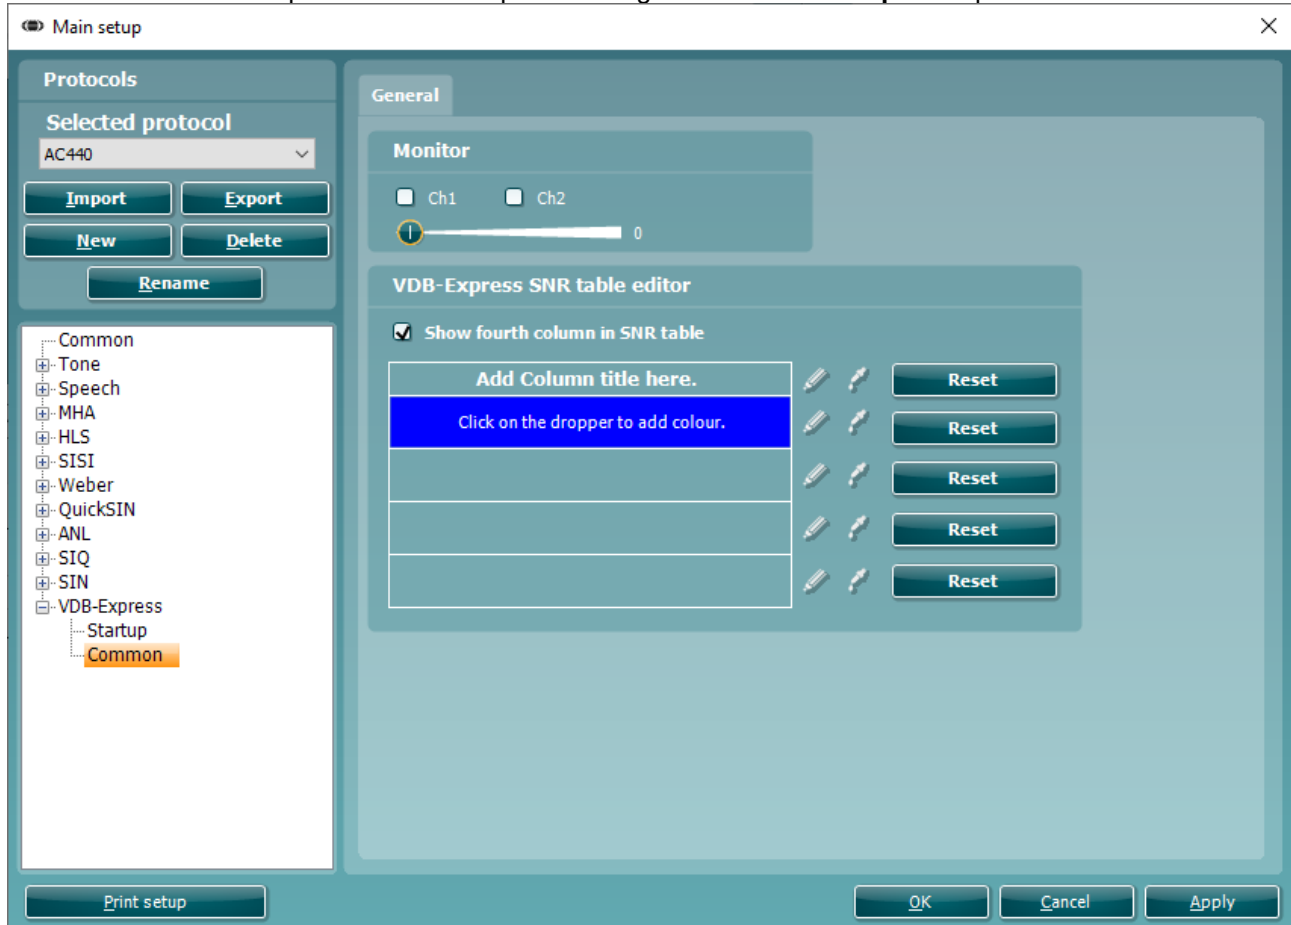 Main setup
Protocols
Selected protocol
AC440
Import
Export
New
Delete
Rename
Common
Tone
Speech
MHA
HLS
SISI
Weber
QuickSIN
ANL
SIQ
SIN
VDB-Express
Startup
Common
General
Monitor
Ch1
Ch2
0
VDB-Express SNR table editor
Show fourth column in SNR table
Add Column title here.
Reset
Click on the dropper to add colour.
Reset
Reset
Reset
Reset
Print setup
OK
Cancel
Apply